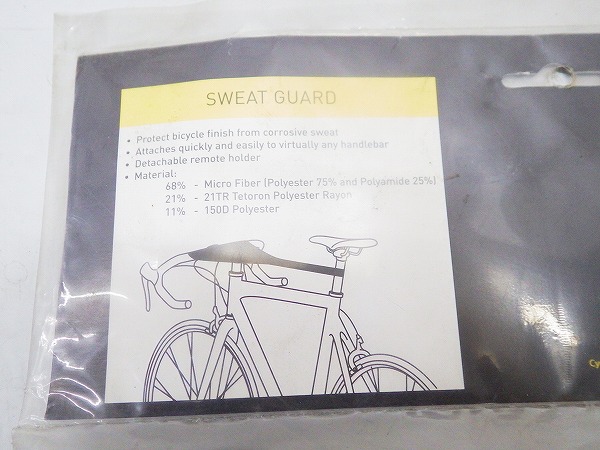 SWEAT GUARD
• Protect bicycle finish from corrosive sweat
• Attaches quickly and easily to virtually any handlebar
• Detachable remote holder
• Material:
68% - Micro Fiber (Polyester 75% and Polyamide 25%)
21% - 21TR Tetoron Polyester Rayon
11% - 150D Polyester